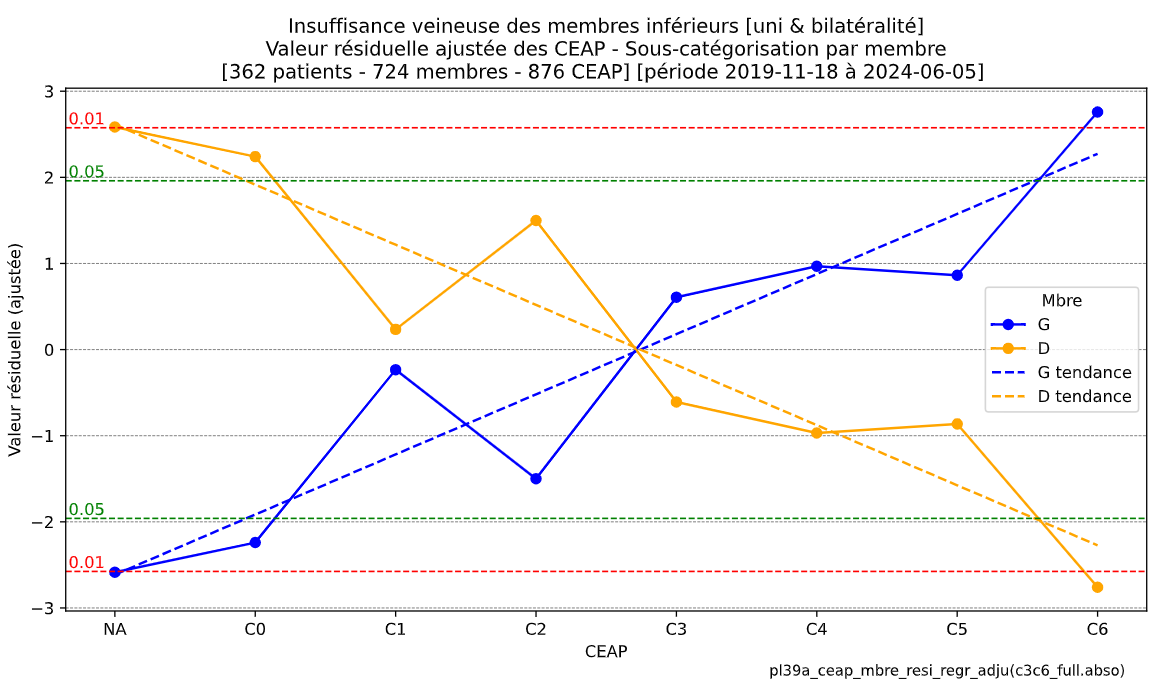 Insuffisance veineuse des membres inférieurs [uni & bilatéralité]
Valeur résiduelle ajustée des CEAP - Sous-catégorisation par membre
[362 patients - 724 membres - 876 CEAP] [période 2019-11-18 à 2024-06-05]
3
0.01
0.05
2
1
0
−1
−2
−3
0.05
0.01
Valeur résiduelle (ajustée)
Mbre
G
D
G tendance
D tendance
NA C0 C1 C2 C3 C4 C5 C6
CEAP
pl39a_ceap_mbre_resi_regr_adju(c3c6_full.abso)